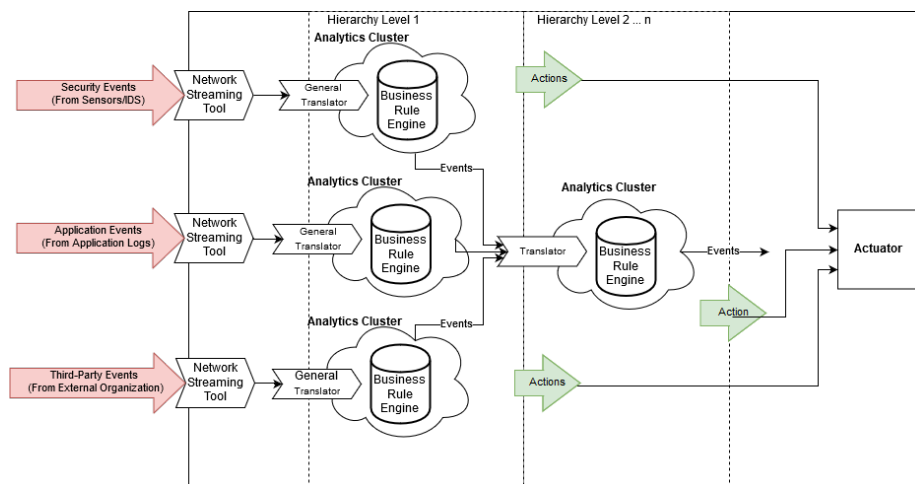 Hierarchy Level 1
Hierarchy Level 2 ... n
Analytics Cluster
Security Events
(From Sensors/IDS)
Network
Streaming
Tool
General
Translator
Business
Rule
Engine
Actions
Events
Analytics Cluster
Analytics Cluster
Application Events
(From Application Logs)
Network
Streaming
Tool
General
Translator
Business
Rule
Engine
Translator
Business
Rule
Engine
Events
Actuator
Action
Events
Analytics Cluster
Third-Party Events
(From External Organization)
Network
Streaming
Tool
General
Translator
Business
Rule
Engine
Actions